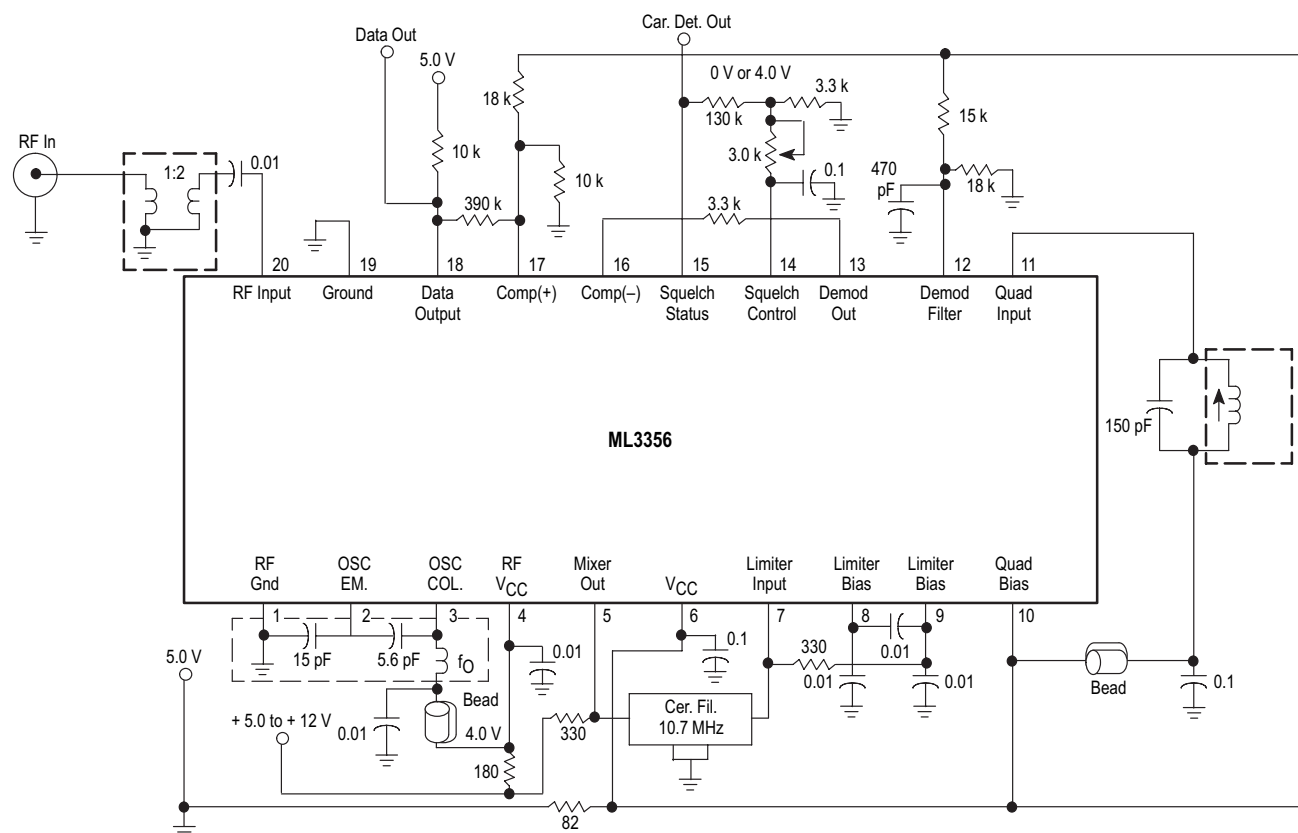 Car. Det. Out
Data Out
5.0 V
0 V or 4.0 V
3.3 k
18 k
130 k
15 k
RF In
1:2
0.01
10 k
3.0 k
470
pF
0.1
10 k
18 k
390 k
3.3 k
20 19 18 17 16 15 14 13 12 11
RF Input
Ground
Data
Output
Comp(+)
Comp(–)
Squelch
Status
Squelch
Control
Demod
Out
Demod
Filter
Quad
Input
150 pF
ML3356
RF
Gnd
OSC
EM.
OSC
COL.
RF
VCC
Mixer
Out
VCC
Limiter
Input
Limiter
Bias
Limiter
Bias
Quad
Bias
1 2 3 4 5 6 7 8 9 10
15 pF
5.6 pF
fO
0.01
0.1
330
0.01
0.01
0.01
5.0 V
Bead
Bead
0.1
+ 5.0 to + 12 V
0.01
4.0 V
330
Cer. Fil.
10.7 MHz
180
82